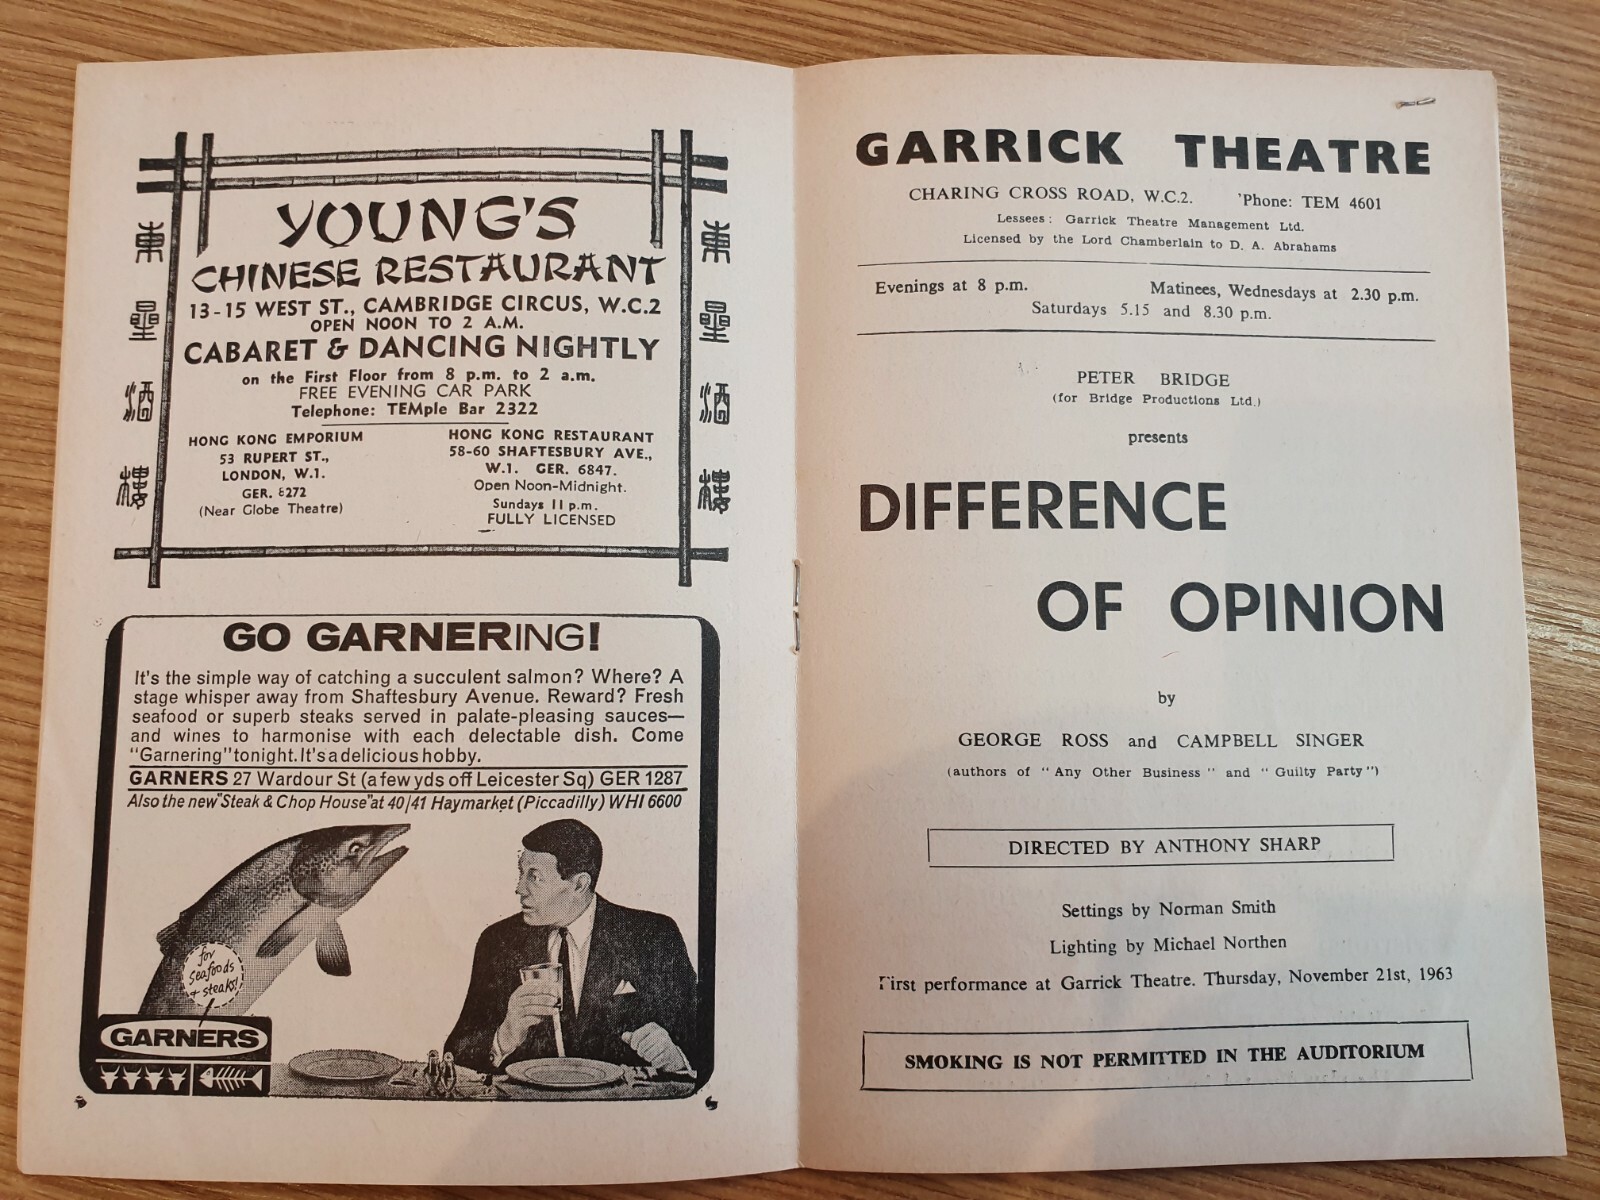 YOUNG'S
CHINESE RESTAURANT
13-15 WEST ST., CAMBRIDGE CIRCUS, W.C.2
OPEN NOON TO 2 A.M.
CABARET & DANCING NIGHTLY
on the First Floor from 8 p.m. to 2 a.m.
FREE EVENING CAR PARK
Telephone: TEMple Bar 2322
HONG KONG EMPORIUM
53 RUPERT ST.,
LONDON, W.1.
GER. 8272
(Near Globe Theatre)
HONG KONG RESTAURANT
58-60 SHAFTESBURY AVE.,
W.1. GER. 6847.
Open Noon-Midnight.
Sundays 11 p.m.
FULLY LICENSED
東
酒
樓
東
酒
樓
GO GARNERING!
It's the simple way of catching a succulent salmon? Where? A
stage whisper away from Shaftesbury Avenue. Reward? Fresh
seafood or superb steaks served in palate-pleasing sauces—
and wines to harmonise with each delectable dish. Come
"Garnering" tonight. It's a delicious hobby.
GARNERS 27 Wardour St (a few yds off Leicester Sq) GER 1287
Also the new "Steak & Chop House" at 40/41 Haymarket (Piccadilly) WHI 6600
for
seafoods
+ steaks!
GARNERS
GARRICK THEATRE
CHARING CROSS ROAD, W.C.2. 'Phone: TEM 4601
Lessees: Garrick Theatre Management Ltd.
Licensed by the Lord Chamberlain to D. A. Abrahams
Evenings at 8 p.m. Matinees, Wednesdays at 2.30 p.m.
Saturdays 5.15 and 8.30 p.m.
PETER BRIDGE
(for Bridge Productions Ltd.)
presents
DIFFERENCE
OF OPINION
by
GEORGE ROSS and CAMPBELL SINGER
(authors of "Any Other Business" and "Guilty Party")
DIRECTED BY ANTHONY SHARP
Settings by Norman Smith
Lighting by Michael Northen
First performance at Garrick Theatre. Thursday, November 21st, 1963
SMOKING IS NOT PERMITTED IN THE AUDITORIUM